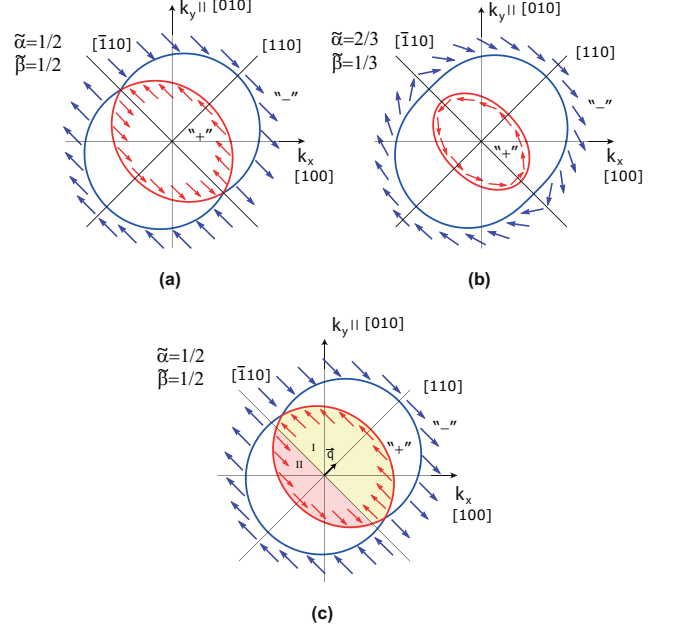 k_y || [010]
α̃=1/2
β̃=1/2
[1̄10]
[110]
“–”
“+”
k_x
[100]
(a)
k_y || [010]
α̃=2/3
β̃=1/3
[1̄10]
[110]
“–”
“+”
k_x
[100]
(b)
k_y || [010]
α̃=1/2
β̃=1/2
[1̄10]
[110]
“–”
“+”
I
q⃗
II
k_x
[100]
(c)